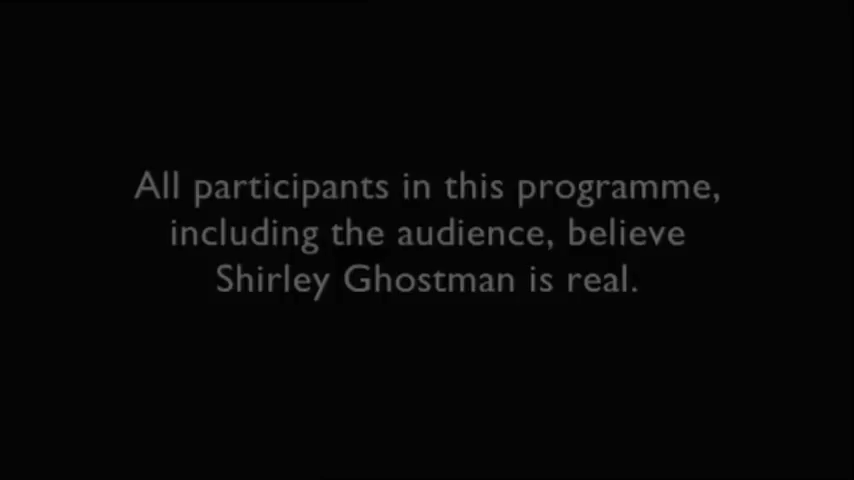 All participants in this programme,
including the audience, believe
Shirley Ghostman is real.